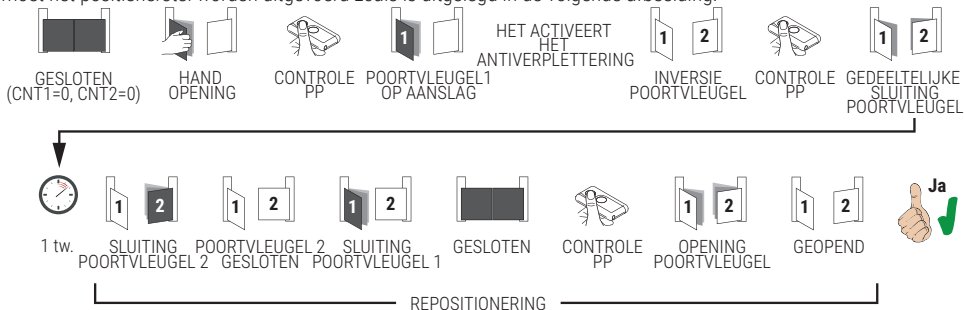 moet het positioneretel worden uitgevoerd zoals is uitgelegd in de volgende afbeelding:
1
1
2
1
2
GESLOTEN
(CNT1=0, CNT2=0)
HAND
OPENING
CONTROLE
PP
POORTVLEUGEL1
OP AANSLAG
HET ACTIVEERT
HET
ANTIVERPLETTERING
INVERSIE
POORTVLEUGEL
CONTROLE
PP
GEDEELTELIJKE
SLUITING
POORTVLEUGEL
1
2
1
2
1
2
1
2
1
2
Ja
1 tw.
SLUITING
POORTVLEUGEL 2
POORTVLEUGEL 2
GESLOTEN
SLUITING
POORTVLEUGEL 1
GESLOTEN
CONTROLE
PP
OPENING
POORTVLEUGEL
GEOPEND
REPOSITIONERING